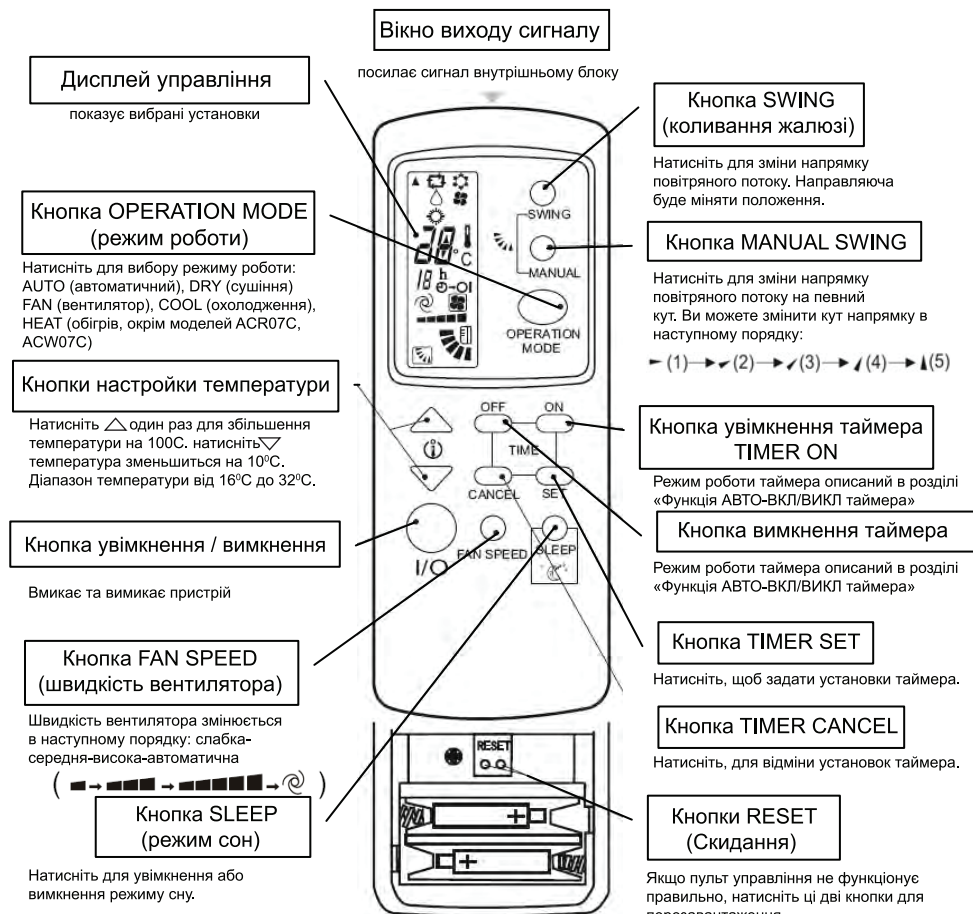 Вікно виходу сигналу
посилає сигнал внутрішньому блоку
Дисплей управління
показує вибрані установки
Кнопка OPERATION MODE
(режим роботи)
Натисніть для вибору режиму роботи:
AUTO (автоматичний), DRY (сушіння)
FAN (вентилятор), COOL (охолодження),
HEAT (обігрів, окрім моделей ACR07C,
ACW07C)
Кнопки настройки температури
Натисніть △ один раз для збільшення
температури на 100С. натисніть ▽
температура зменьшиться на 10⁰С.
Діапазон температури від 16⁰С до 32⁰С.
Кнопка увімкнення / вимкнення
Вмикає та вимикає пристрій
Кнопка FAN SPEED
(швидкість вентилятора)
Швидкість вентилятора змінюється
в наступному порядку: слабка-
середня-висока-автоматична
Кнопка SLEEP
(режим сон)
Натисніть для увімкнення або
вимкнення режиму сну.
°C
18 h
SWING
MANUAL
OPERATION
MODE
OFF
ON
TIME
CANCEL
SET
I/O
FAN SPEED
SLEEP
RESET
Кнопка SWING
(коливання жалюзі)
Натисніть для зміни напрямку
повітряного потоку. Направляюча
буде міняти положення.
Кнопка MANUAL SWING
Натисніть для зміни напрямку
повітряного потоку на певний
кут. Ви можете змінити кут напрямку в
наступному порядку:
(1)→(2)→(3)→(4)→(5)
Кнопка увімкнення таймера
TIMER ON
Режим роботи таймера описаний в розділі
«Функція АВТО-ВКЛ/ВИКЛ таймера»
Кнопка вимкнення таймера
Режим роботи таймера описаний в розділі
«Функція АВТО-ВКЛ/ВИКЛ таймера»
Кнопка TIMER SET
Натисніть, щоб задати установки таймера.
Кнопка TIMER CANCEL
Натисніть, для відміни установок таймера.
Кнопки RESET
(Скидання)
Якщо пульт управління не функціонує
правильно, натисніть ці дві кнопки для